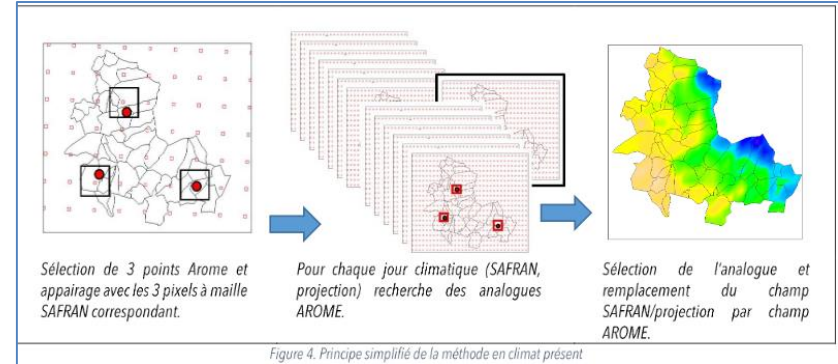 Sélection de 3 points Arome et
appairage avec les 3 pixels à maille
SAFRAN correspondant.
Pour chaque jour climatique (SAFRAN,
projection) recherche des analogues
AROME.
Sélection de l'analogue et
remplacement du champ
SAFRAN/projection par champ
AROME.
Figure 4. Principe simplifié de la méthode en climat présent